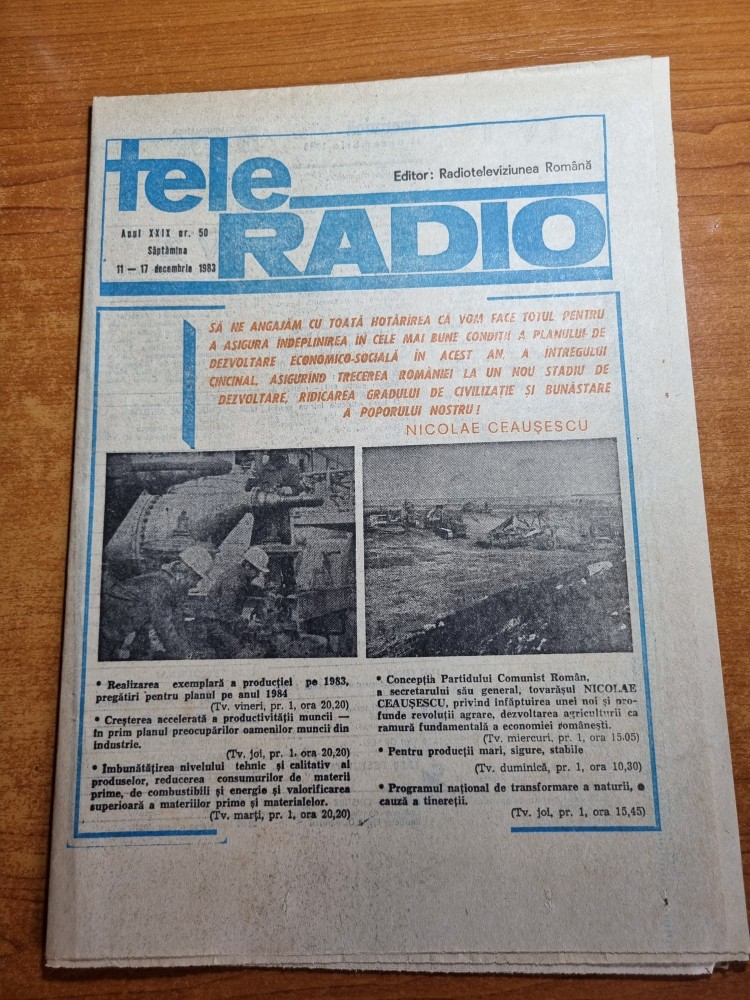 tele
RADIO
Editor: Radioteleviziunea Română
Anul XXIX nr. 50
Săptămîna
11 — 17 decembrie 1983
SĂ NE ANGAJĂM CU TOATĂ HOTĂRÎREA CĂ VOM FACE TOTUL PENTRU
A ASIGURA ÎNDEPLINIREA ÎN CELE MAI BUNE CONDIȚII A PLANULUI DE
DEZVOLTARE ECONOMICO-SOCIALĂ ÎN ACEST AN, A ÎNTREGULUI
CINCINAL, ASIGURÎND TRECEREA ROMÂNIEI LA UN NOU STADIU DE
DEZVOLTARE, RIDICAREA GRADULUI DE CIVILIZAȚIE ȘI BUNĂSTARE
A POPORULUI NOSTRU!
NICOLAE CEAUȘESCU
• Realizarea exemplară a producției pe 1983,
pregătiri pentru planul pe anul 1984
(Tv. vineri, pr. 1, ora 20,20)
• Creșterea accelerată a productivității muncii —
în prim planul preocupărilor oamenilor muncii din
industrie.
(Tv. joi, pr. 1, ora 20,20)
• Îmbunătățirea nivelului tehnic și calitativ al
produselor, reducerea consumurilor de materii
prime, de combustibili și energie și valorificarea
superioară a materiilor prime și materialelor.
(Tv. marți, pr. 1, ora 20,20)
• Concepția Partidului Comunist Român,
a secretarului său general, tovarășul NICOLAE
CEAUȘESCU, privind înfăptuirea unei noi și pro-
funde revoluții agrare, dezvoltarea agriculturii ca
ramură fundamentală a economiei românești.
(Tv. miercuri, pr. 1, ora 15.05)
• Pentru producții mari, sigure, stabile
(Tv. duminică, pr. 1, ora 10,30)
• Programul național de transformare a naturii, o
cauză a tinereții.
(Tv. joi, pr. 1, ora 15,45)